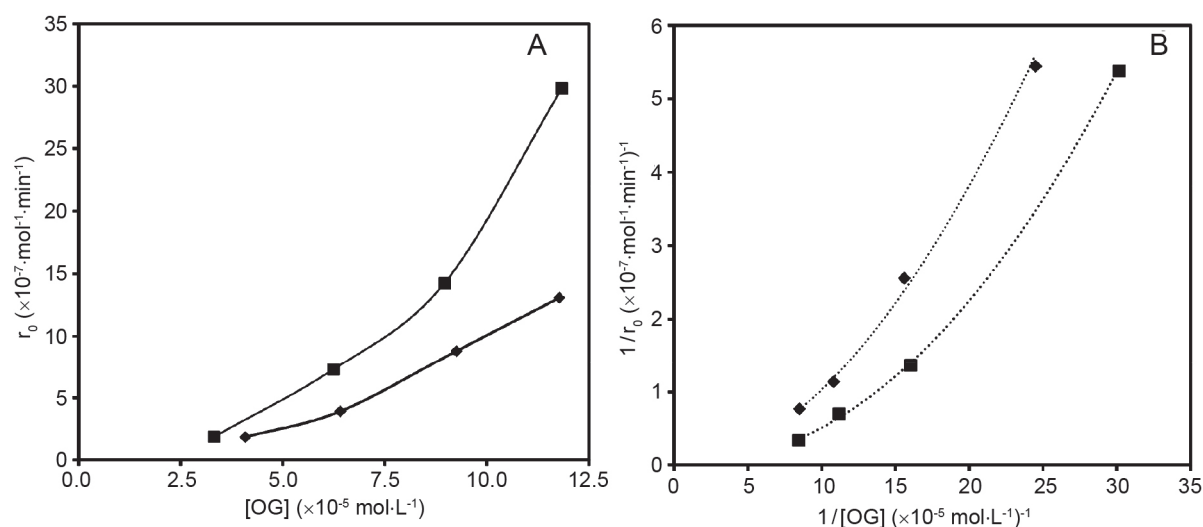 A
35
30
25
20
15
10
5
0
r₀ (×10⁻⁷·mol⁻¹·min⁻¹)
0.0 2.5 5.0 7.5 10.0 12.5
[OG] (×10⁻⁵ mol·L⁻¹)
B
6
5
4
3
2
1
0
1/r₀ (×10⁻⁷·mol⁻¹·min⁻¹)⁻¹
0 5 10 15 20 25 30 35
1/[OG] (×10⁻⁵ mol·L⁻¹)⁻¹